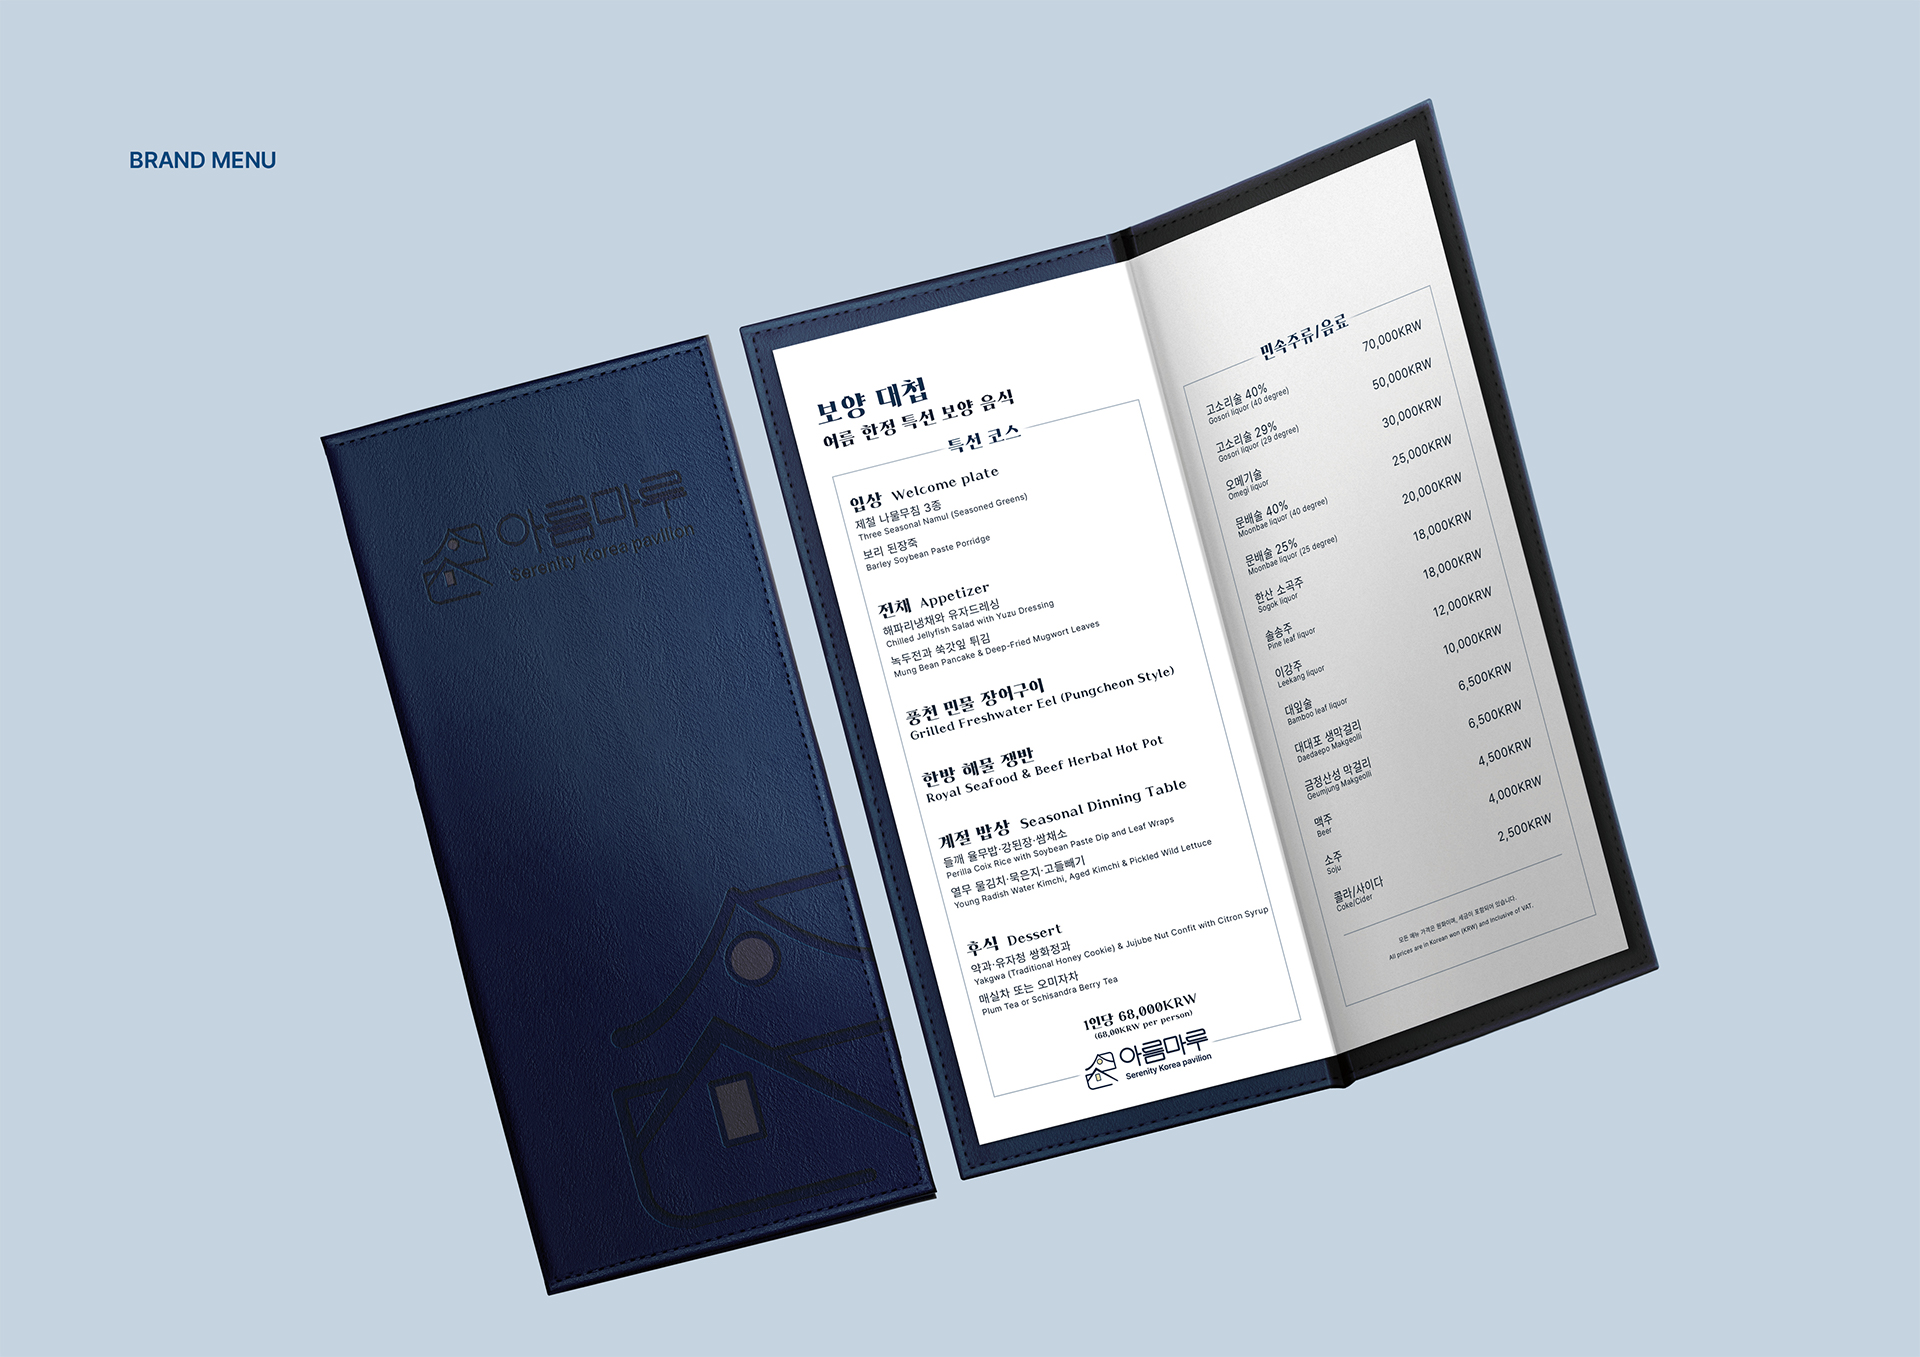 BRAND MENU
아름마루
Serenity Korea pavilion
보양 대첩
여름 한정 특선 보양 음식
특선 코스
입상 Welcome plate
제철 나물무침 3종
Three Seasonal Namul (Seasoned Greens)
보리 된장죽
Barley Soybean Paste Porridge
전채 Appetizer
해파리냉채와 유자드레싱
Chilled Jellyfish Salad with Yuzu Dressing
녹두전과 쑥갓잎 튀김
Mung Bean Pancake & Deep-Fried Mugwort Leaves
풍천 민물 장어구이
Grilled Freshwater Eel (Pungcheon Style)
한방 해물 쟁반
Royal Seafood & Beef Herbal Hot Pot
계절 밥상 Seasonal Dinning Table
들깨 율무밥·강된장·쌈채소
Perilla Coix Rice with Soybean Paste Dip and Leaf Wraps
열무 물김치·묵은지·고들빼기
Young Radish Water Kimchi, Aged Kimchi & Pickled Wild Lettuce
후식 Dessert
약과·유자청 쌍화정과
Yakgwa (Traditional Honey Cookie) & Jujube Nut Confit with Citron Syrup
매실차 또는 오미자차
Plum Tea or Schisandra Berry Tea
1인당 68,000KRW
(68,00KRW per person)
아름마루
Serenity Korea pavilion
민속주류/음료
고소리술 40% 70,000KRW
Gosori liquor (40 degree)
고소리술 29% 50,000KRW
Gosori liquor (29 degree)
오메기술 30,000KRW
Omegi liquor
문배술 40% 25,000KRW
Moonbae liquor (40 degree)
문배술 25% 20,000KRW
Moonbae liquor (25 degree)
한산 소곡주 18,000KRW
Sogok liquor
솔송주 18,000KRW
Pine leaf liquor
이강주 12,000KRW
Leekang liquor
대잎술 10,000KRW
Bamboo leaf liquor
대대포 생막걸리 6,500KRW
Daedaepo Makgeolli
금정산성 막걸리 6,500KRW
Geumjung Makgeolli
맥주 4,500KRW
Beer
소주 4,000KRW
Soju
콜라/사이다 2,500KRW
Coke/Cider
모든 메뉴 가격은 원화이며, 세금이 포함되어 있습니다.
All prices are in Korean won (KRW) and Inclusive of VAT.